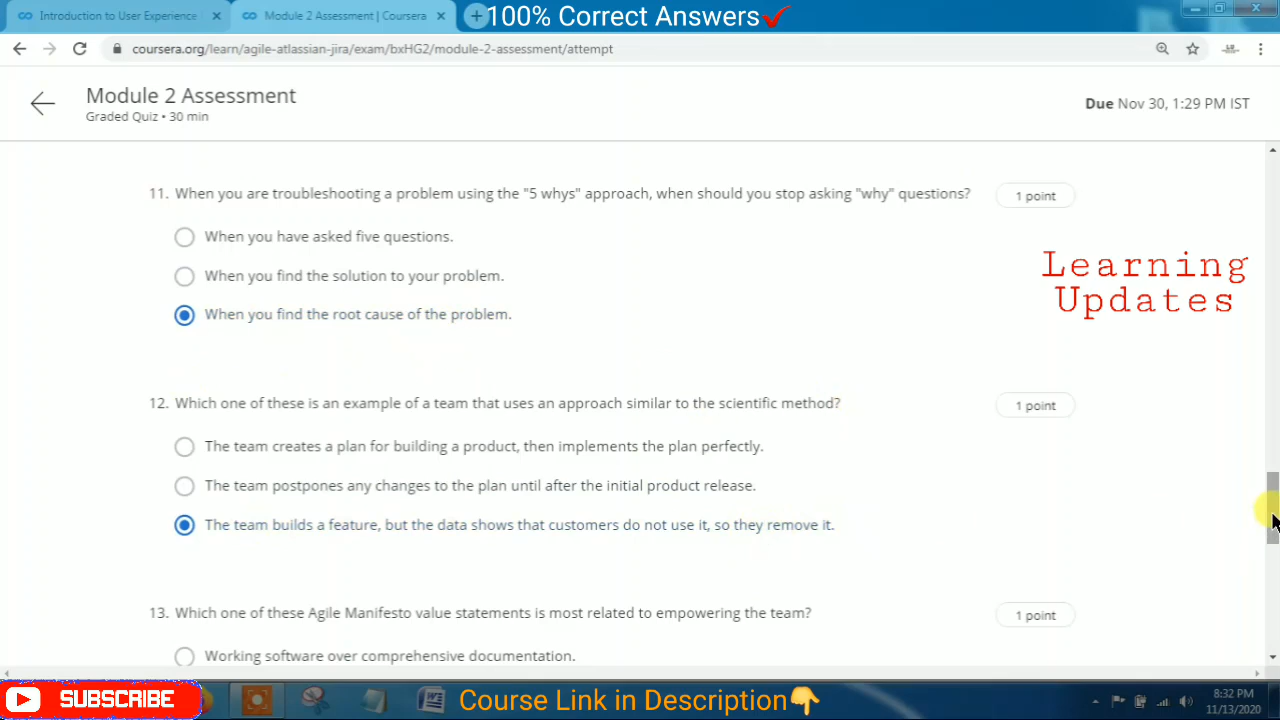 Introduction to User Experience
Module 2 Assessment | Coursera
100% Correct Answers
coursera.org/learn/agile-atlassian-jira/exam/bxHG2/module-2-assessment/attempt
Module 2 Assessment
Graded Quiz • 30 min
Due Nov 30, 1:29 PM IST
11. When you are troubleshooting a problem using the "5 whys" approach, when should you stop asking "why" questions?
1 point
When you have asked five questions.
When you find the solution to your problem.
When you find the root cause of the problem.
Learning
Updates
12. Which one of these is an example of a team that uses an approach similar to the scientific method?
1 point
The team creates a plan for building a product, then implements the plan perfectly.
The team postpones any changes to the plan until after the initial product release.
The team builds a feature, but the data shows that customers do not use it, so they remove it.
13. Which one of these Agile Manifesto value statements is most related to empowering the team?
1 point
Working software over comprehensive documentation.
SUBSCRIBE
Course Link in Description
8:32 PM
11/13/2020